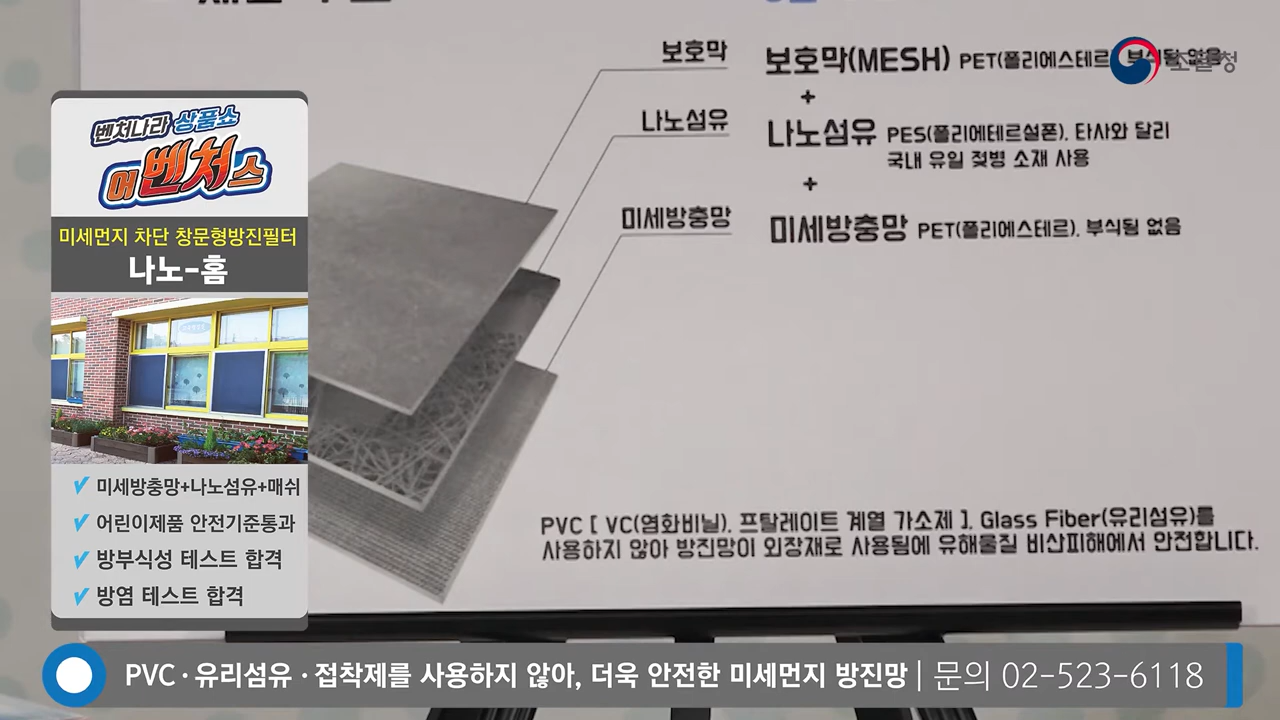 보호막
보호막(MESH) PET(폴리에스테르), 부식됨 없음
조달청
+
나노섬유
나노섬유 PES(폴리에테르설폰). 타사와 달리
국내 유일 젖병 소재 사용
+
미세방충망
미세방충망 PET(폴리에스테르). 부식됨 없음
PVC [ VC(염화비닐). 프탈레이트 계열 가소제 ]. Glass Fiber(유리섬유)를
사용하지 않아 방진망이 외장재로 사용됨에 유해물질 비산피해에서 안전합니다.
벤처나라 상품쇼
어벤처스
미세먼지 차단 창문형방진필터
나노-홈
미세방충망+나노섬유+매쉬
어린이제품 안전기준통과
방부식성 테스트 합격
방염 테스트 합격
PVC·유리섬유·접착제를 사용하지 않아, 더욱 안전한 미세먼지 방진망 | 문의 02-523-6118